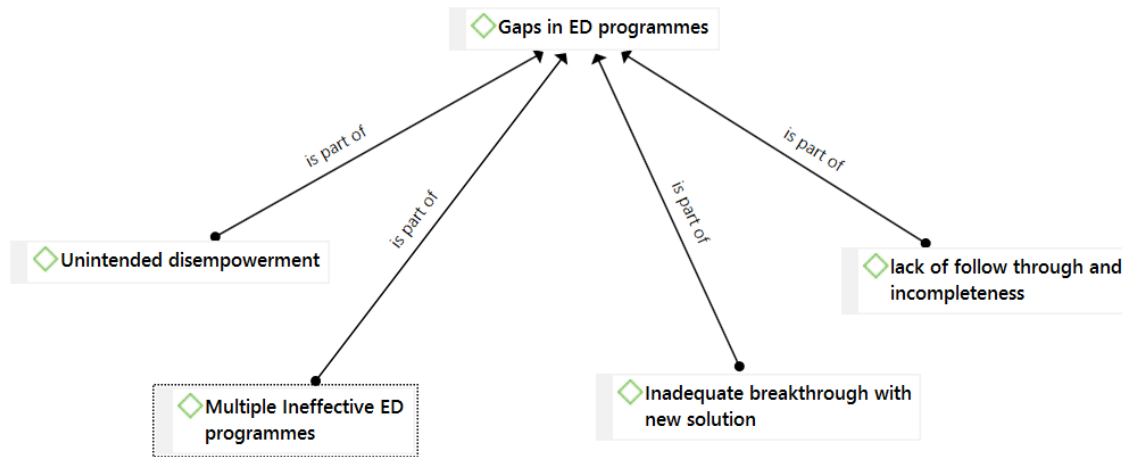 Gaps in ED programmes
is part of
is part of
is part of
is part of
Unintended disempowerment
lack of follow through and
incompleteness
Multiple Ineffective ED
programmes
Inadequate breakthrough with
new solution